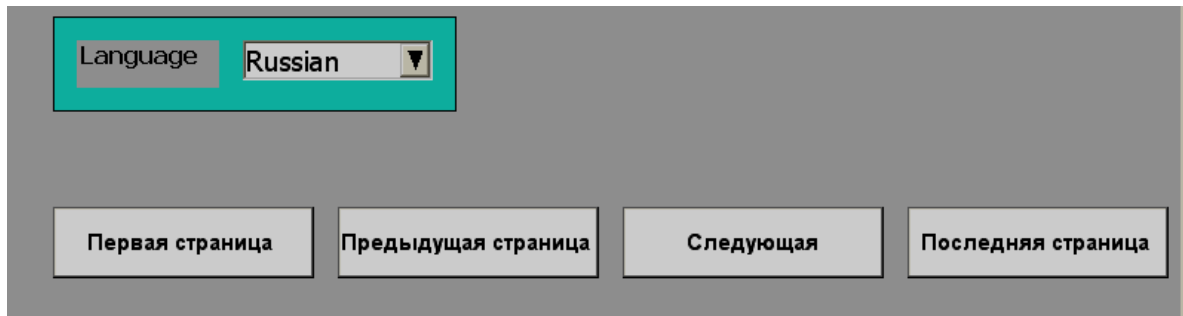 Language
Russian
Первая страница
Предыдущая страница
Следующая
Последняя страница